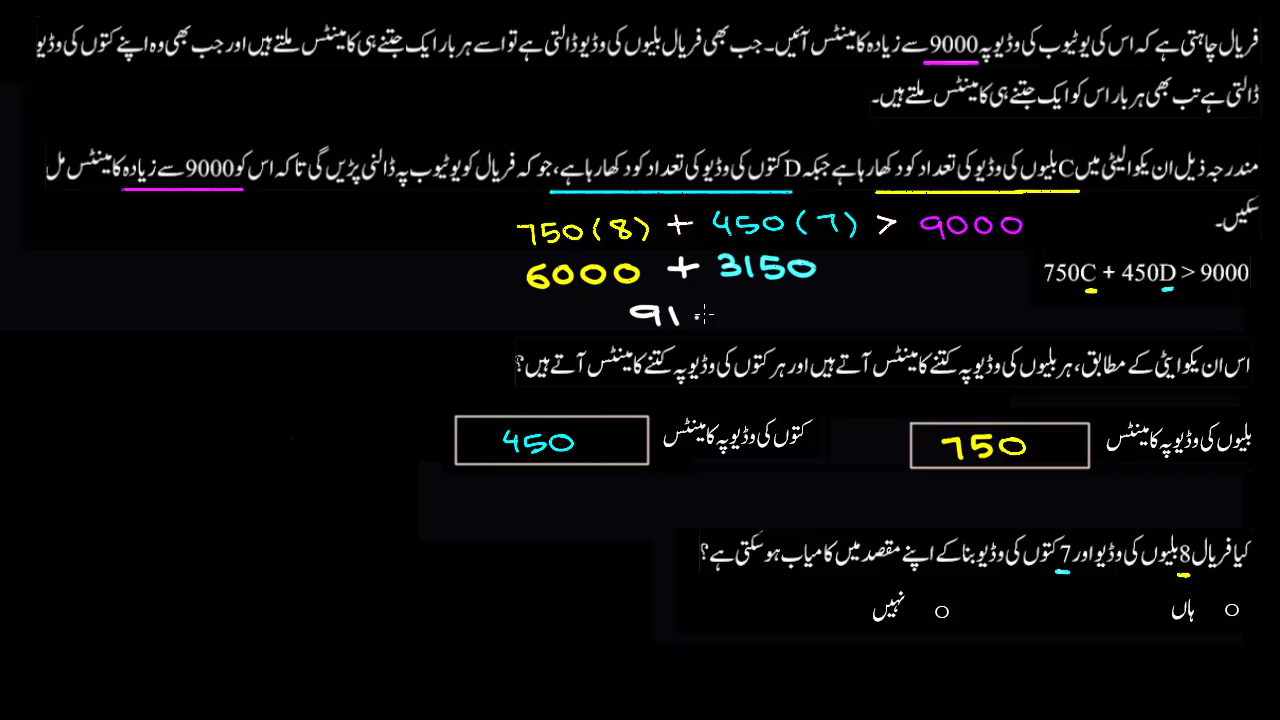 فریال چاہتی ہے کہ اس کی یوٹیوب کی وڈیو پہ 9000 سے زیادہ کامینٹس آئیں۔ جب بھی فریال بلیوں کی وڈیو ڈالتی ہے تو اسے ہر بار ایک جتنے ہی کامینٹس ملتے ہیں اور جب بھی وہ اپنے کتوں کی وڈیو
ڈالتی ہے تب بھی ہر بار اس کو ایک جتنے ہی کامینٹس ملتے ہیں۔
مندرجہ ذیل ان یکوالیٹی میں C بلیوں کی وڈیو کی تعداد کو دکھا رہا ہے جبکہ D کتوں کی وڈیو کی تعداد کو دکھا رہا ہے، جو کہ فریال کو یوٹیوب پہ ڈالنی پڑیں گی تاکہ اس کو 9000 سے زیادہ کامینٹس مل
سکیں۔
750(8) + 450(7) > 9000
750C + 450D > 9000
6000 + 3150
91
اس ان یکوایٹی کے مطابق، ہر بلیوں کی وڈیو پہ کتنے کامینٹس آتے ہیں اور ہر کتوں کی وڈیو پہ کتنے کامینٹس آتے ہیں؟
بلیوں کی وڈیو پہ کامینٹس 750 کتوں کی وڈیو پہ کامینٹس 450
کیا فریال 8 بلیوں کی وڈیو اور 7 کتوں کی وڈیو بنا کے اپنے مقصد میں کامیاب ہو سکتی ہے؟
ہاں نہیں